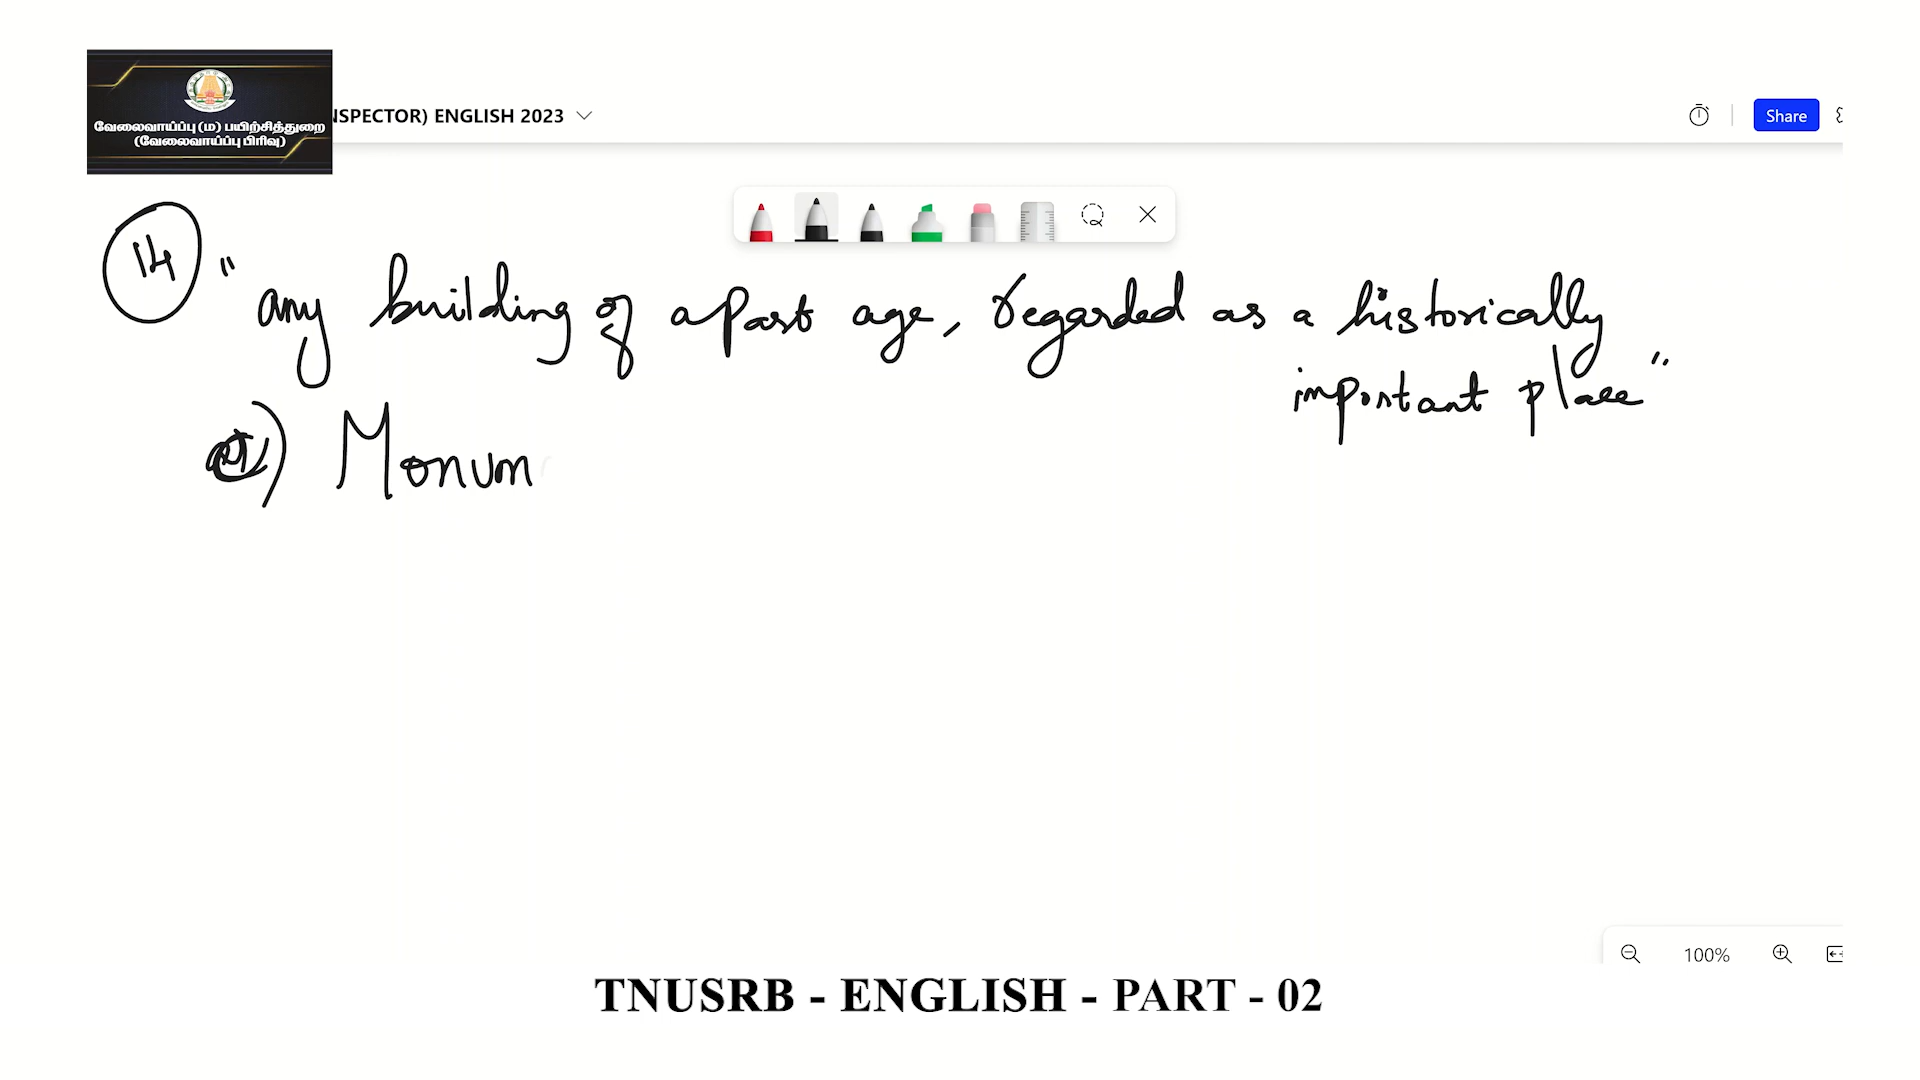 வேலைவாய்ப்பு (ம) பயிற்சித்துறை
(வேலைவாய்ப்பு பிரிவு)
NSPECTOR) ENGLISH 2023
Share
14 "any building of a past age, regarded as a historically
important place"
Monum
100%
TNUSRB - ENGLISH - PART - 02